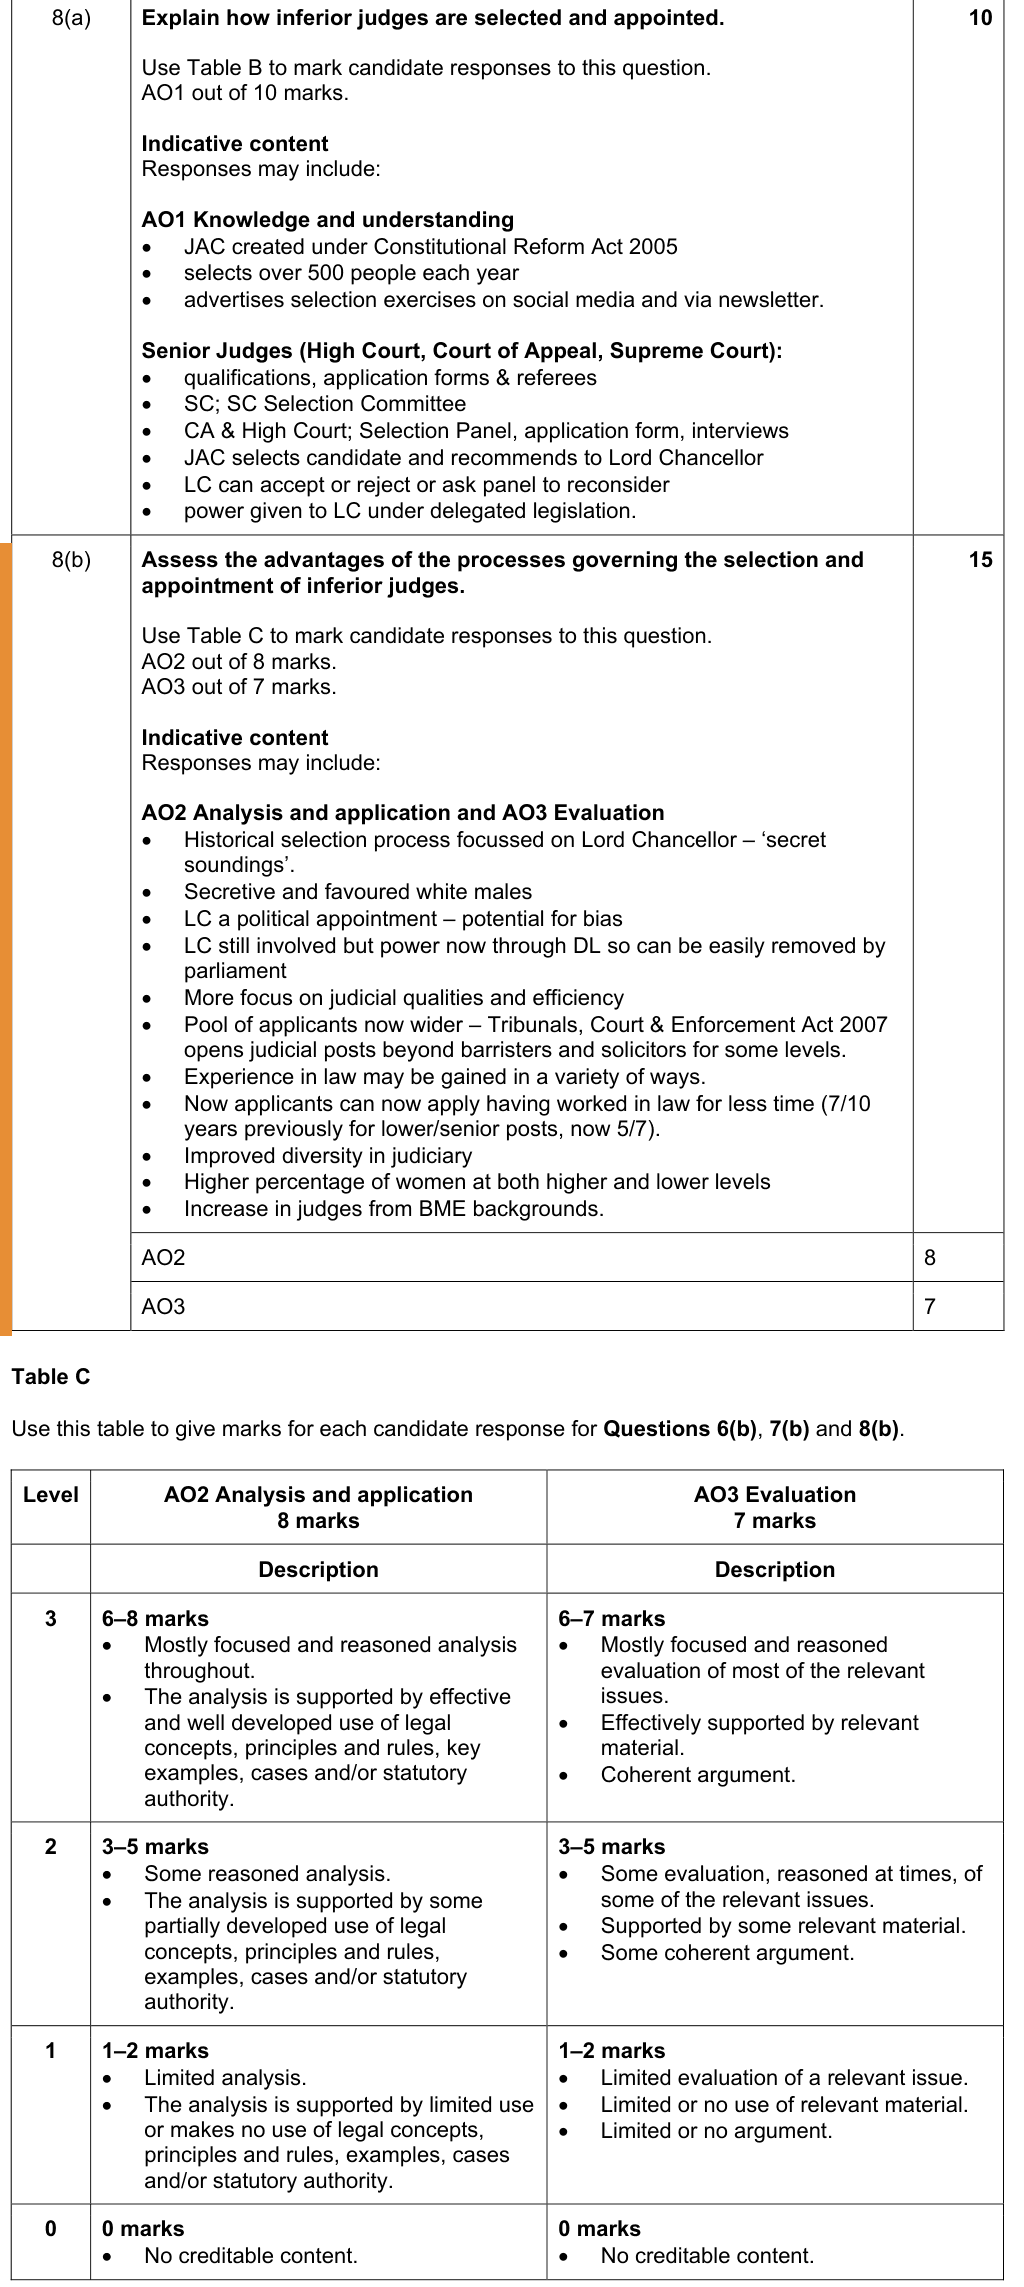 8(a) Explain how inferior judges are selected and appointed. 10
Use Table B to mark candidate responses to this question.
AO1 out of 10 marks.
Indicative content
Responses may include:
AO1 Knowledge and understanding
• JAC created under Constitutional Reform Act 2005
• selects over 500 people each year
• advertises selection exercises on social media and via newsletter.
Senior Judges (High Court, Court of Appeal, Supreme Court):
• qualifications, application forms & referees
• SC; SC Selection Committee
• CA & High Court; Selection Panel, application form, interviews
• JAC selects candidate and recommends to Lord Chancellor
• LC can accept or reject or ask panel to reconsider
• power given to LC under delegated legislation.
8(b) Assess the advantages of the processes governing the selection and 15
appointment of inferior judges.
Use Table C to mark candidate responses to this question.
AO2 out of 8 marks.
AO3 out of 7 marks.
Indicative content
Responses may include:
AO2 Analysis and application and AO3 Evaluation
• Historical selection process focussed on Lord Chancellor – ‘secret
soundings’.
• Secretive and favoured white males
• LC a political appointment – potential for bias
• LC still involved but power now through DL so can be easily removed by
parliament
• More focus on judicial qualities and efficiency
• Pool of applicants now wider – Tribunals, Court & Enforcement Act 2007
opens judicial posts beyond barristers and solicitors for some levels.
• Experience in law may be gained in a variety of ways.
• Now applicants can now apply having worked in law for less time (7/10
years previously for lower/senior posts, now 5/7).
• Improved diversity in judiciary
• Higher percentage of women at both higher and lower levels
• Increase in judges from BME backgrounds.
AO2 8
AO3 7
Table C
Use this table to give marks for each candidate response for Questions 6(b), 7(b) and 8(b).
Level
AO2 Analysis and application
8 marks
AO3 Evaluation
7 marks
Description
Description
3
6–8 marks
• Mostly focused and reasoned analysis
throughout.
• The analysis is supported by effective
and well developed use of legal
concepts, principles and rules, key
examples, cases and/or statutory
authority.
6–7 marks
• Mostly focused and reasoned
evaluation of most of the relevant
issues.
• Effectively supported by relevant
material.
• Coherent argument.
2
3–5 marks
• Some reasoned analysis.
• The analysis is supported by some
partially developed use of legal
concepts, principles and rules,
examples, cases and/or statutory
authority.
3–5 marks
• Some evaluation, reasoned at times, of
some of the relevant issues.
• Supported by some relevant material.
• Some coherent argument.
1
1–2 marks
• Limited analysis.
• The analysis is supported by limited use
or makes no use of legal concepts,
principles and rules, examples, cases
and/or statutory authority.
1–2 marks
• Limited evaluation of a relevant issue.
• Limited or no use of relevant material.
• Limited or no argument.
0
0 marks
• No creditable content.
0 marks
• No creditable content.